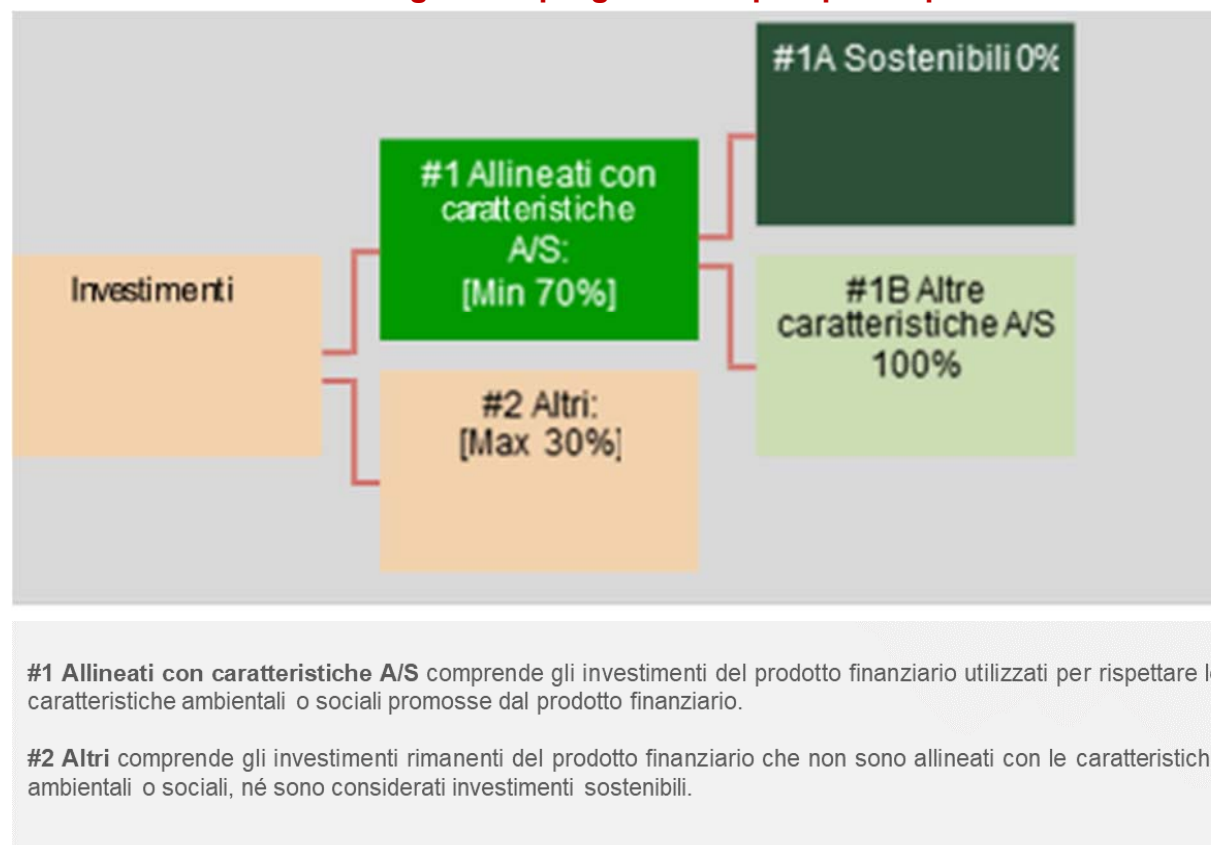 Investimenti
#1 Allineati con
caratteristiche
A/S:
[Min 70%]
#2 Altri:
[Max 30%]
#1A Sostenibili 0%
#1B Altre
caratteristiche A/S
100%
#1 Allineati con caratteristiche A/S comprende gli investimenti del prodotto finanziario utilizzati per rispettare
caratteristiche ambientali o sociali promosse dal prodotto finanziario.
#2 Altri comprende gli investimenti rimanenti del prodotto finanziario che non sono allineati con le caratteristich
ambientali o sociali, né sono considerati investimenti sostenibili.